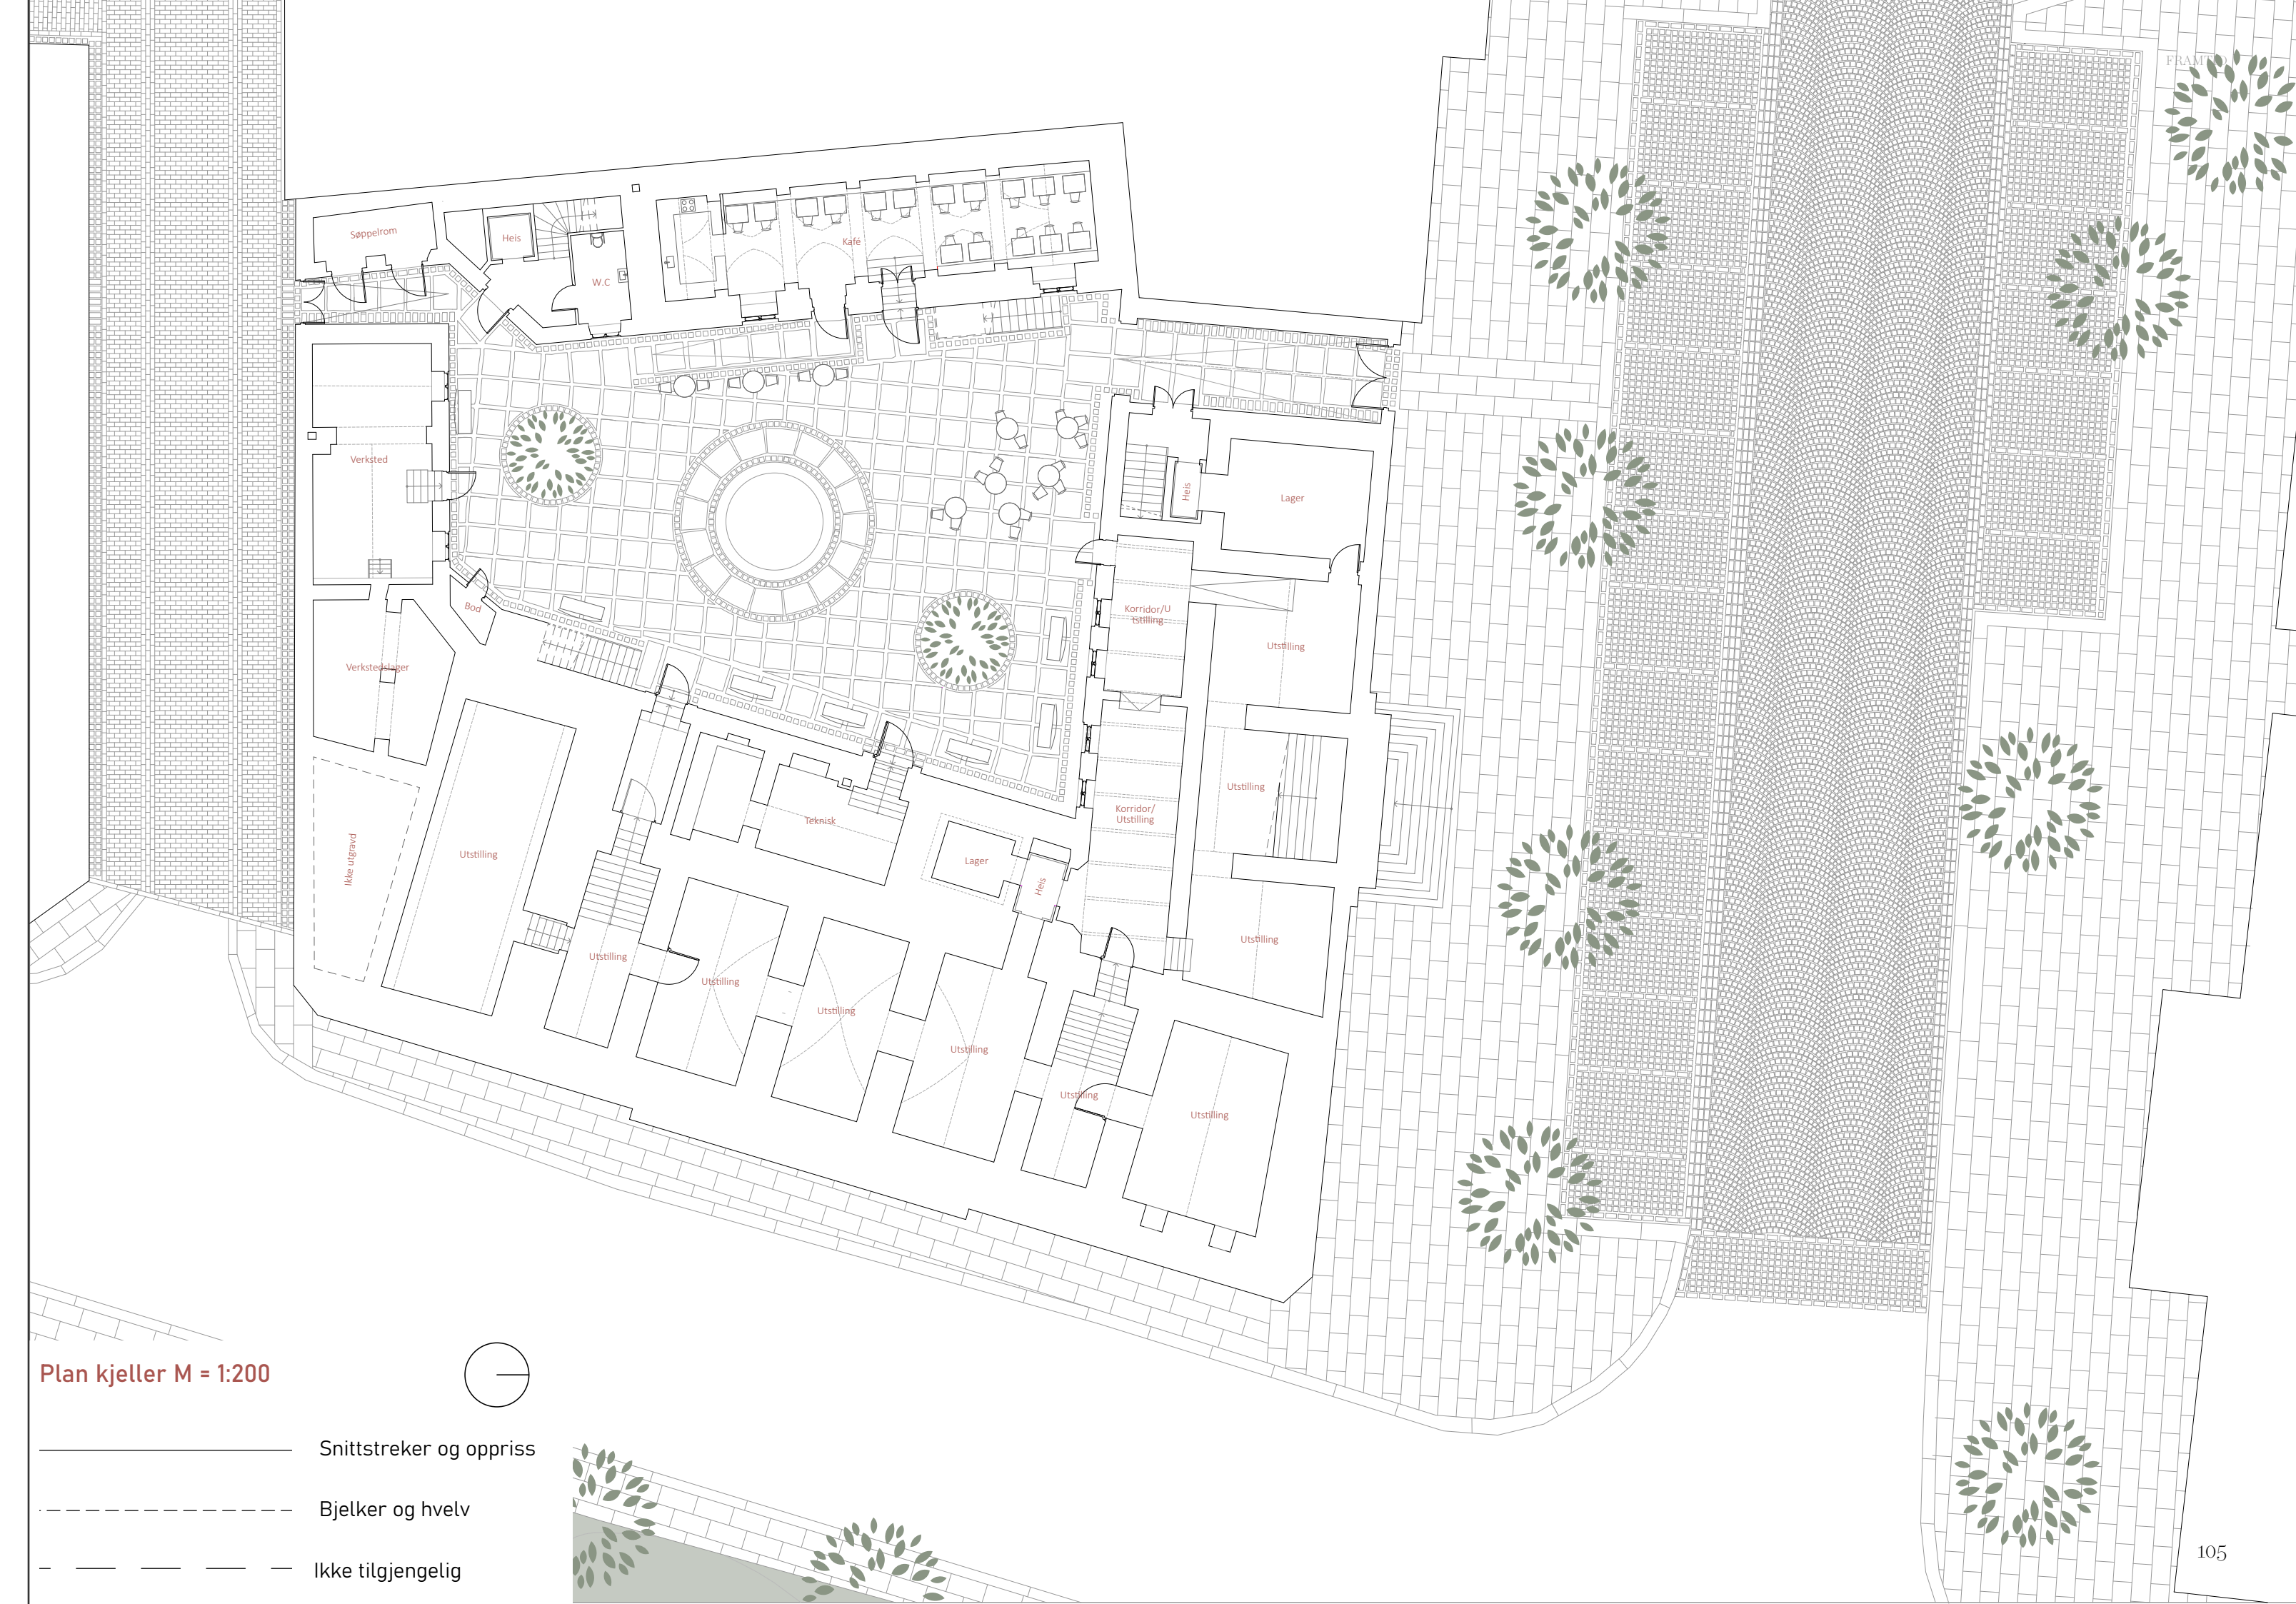 FRAMTID
Søppelrom
Heis
W.C
Kafé
Verksted
Heis
Lager
Bod
Korridor/U
tstilling
Utstilling
Verkstedslager
Utstilling
Korridor/
Utstilling
Teknisk
Ikke utgravd
Utstilling
Lager
Heis
Utstilling
Utstilling
Utstilling
Utstilling
Utstilling
Utstilling
Utstilling
Plan kjeller M = 1:200
Snittstreker og oppriss
Bjelker og hvelv
Ikke tilgjengelig
105